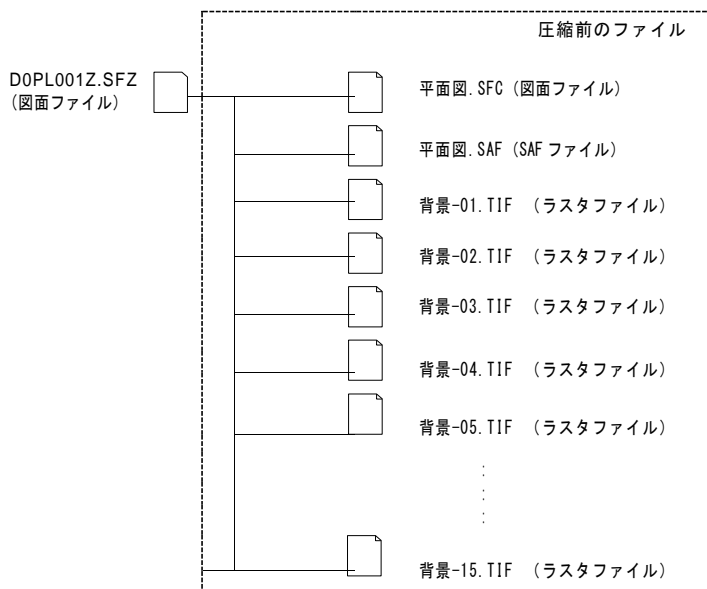 圧縮前のファイル
D0PL001Z.SFZ
(図面ファイル)
平面図.SFC (図面ファイル)
平面図.SAF (SAF ファイル)
背景-01.TIF (ラスタファイル)
背景-02.TIF (ラスタファイル)
背景-03.TIF (ラスタファイル)
背景-04.TIF (ラスタファイル)
背景-05.TIF (ラスタファイル)
背景-15.TIF (ラスタファイル)